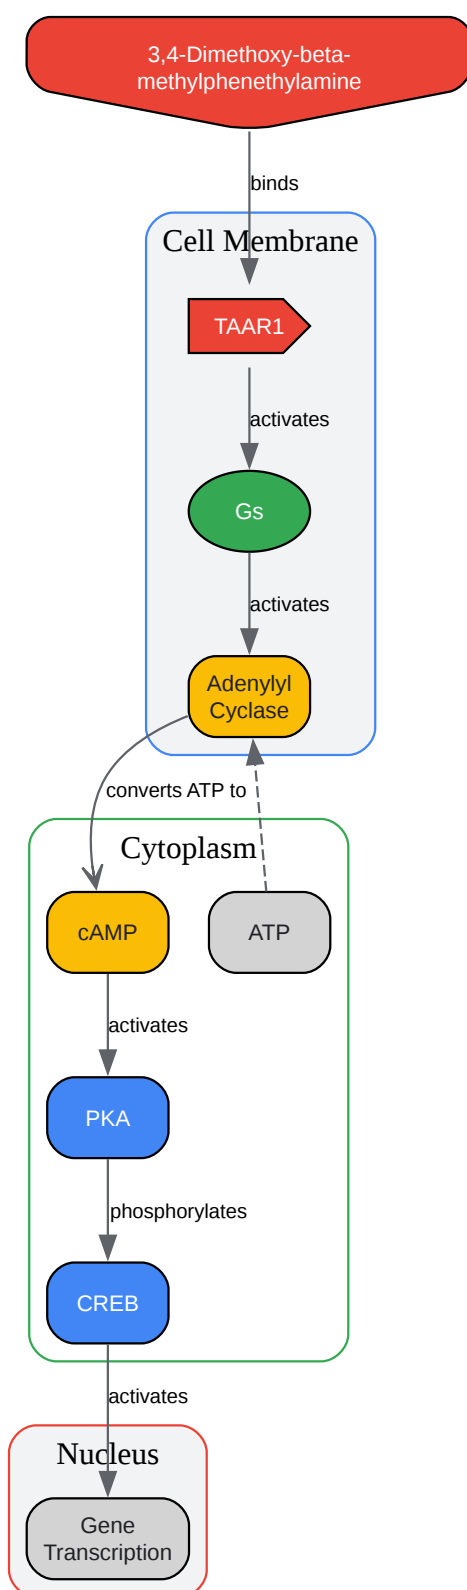 3,4-Dimethoxy-beta-
methylphenethylamine
binds
Cell Membrane
TAAR1
activates
Gs
activates
Adenylyl
Cyclase
converts ATP to
Cytoplasm
cAMP
ATP
activates
PKA
phosphorylates
CREB
activates
Nucleus
Gene
Transcription